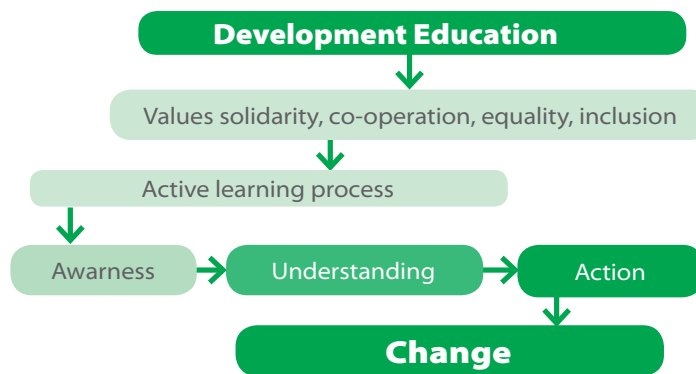 Development Education
Values solidarity, co-operation, equality, inclusion
Active learning process
Awarness
Understanding
Action
Change